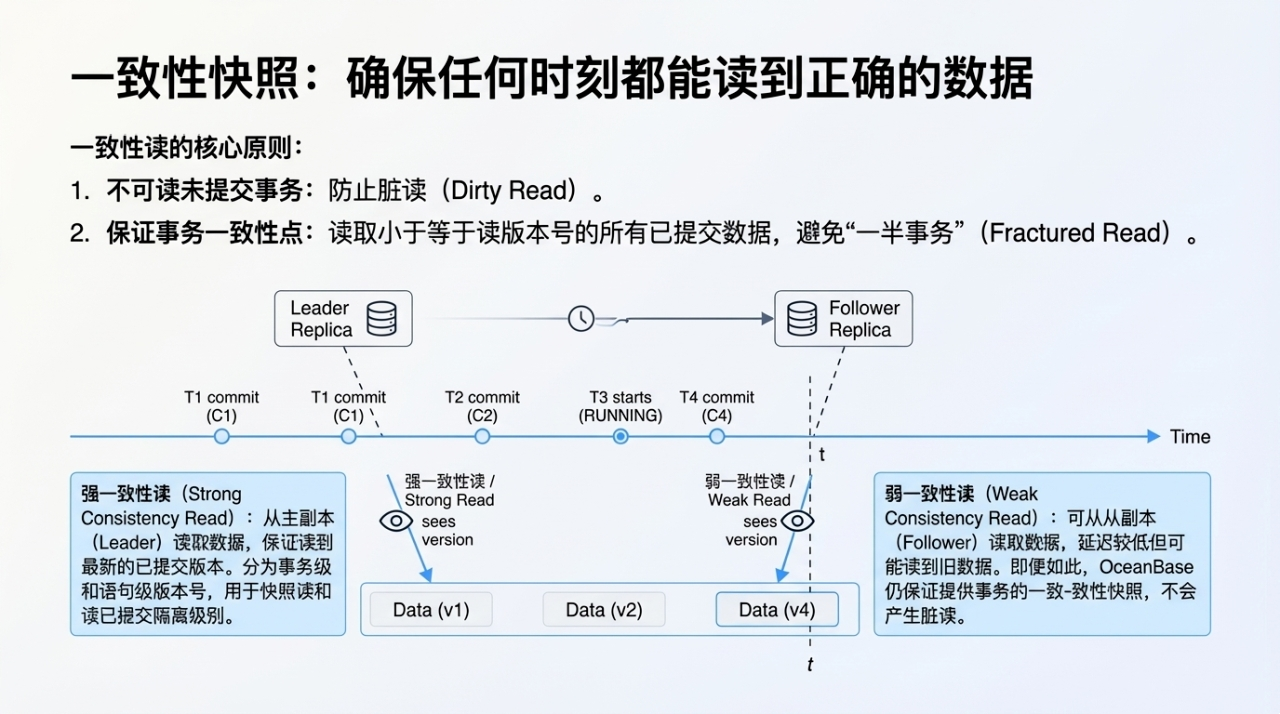 一致性快照：确保任何时刻都能读到正确的数据
一致性读的核心原则：
1. 不可读未提交事务：防止脏读（Dirty Read）。
2. 保证事务一致性点：读取小于等于读版本号的所有已提交数据，避免“一半事务”（Fractured Read）。
Leader
Replica
Follower
Replica
T1 commit
(C1)
T1 commit
(C1)
T2 commit
(C2)
T3 starts
(RUNNING)
T4 commit
(C4)
Time
t
强一致性读（Strong
Consistency Read）：从主副本
（Leader）读取数据，保证读到
最新的已提交版本。分为事务级
和语句级版本号，用于快照读和
读已提交隔离级别。
强一致性读 /
Strong Read
sees
version
弱一致性读 /
Weak Read
sees
version
Data (v1)
Data (v2)
Data (v4)
t
弱一致性读（Weak
Consistency Read）：可从从副本
（Follower）读取数据，延迟较低但可
能读到旧数据。即便如此，OceanBase
仍保证提供事务的一致-致性快照，不会
产生脏读。